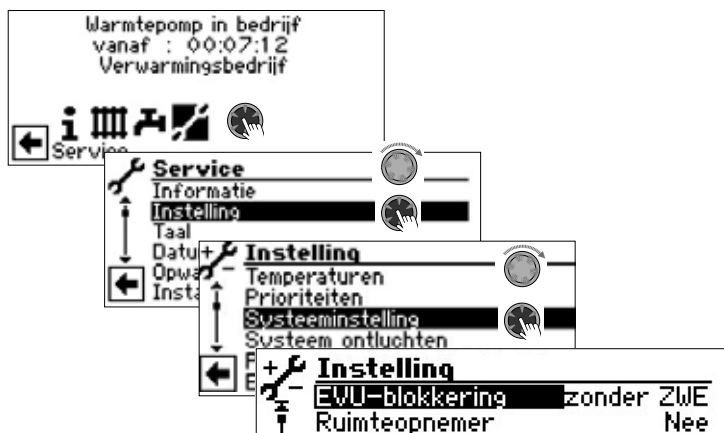 Warmtepomp in bedrijf
vanaf : 00:07:12
Verwarmingsbedrijf
Service
Service
Informatie
Instelling
Taal
Instelling
Temperaturen
Prioriteiten
Systeeminstelling
Systeem ontluchten
Instelling
EVU-blokkering zonder ZWE
Ruimteopnemer Nee